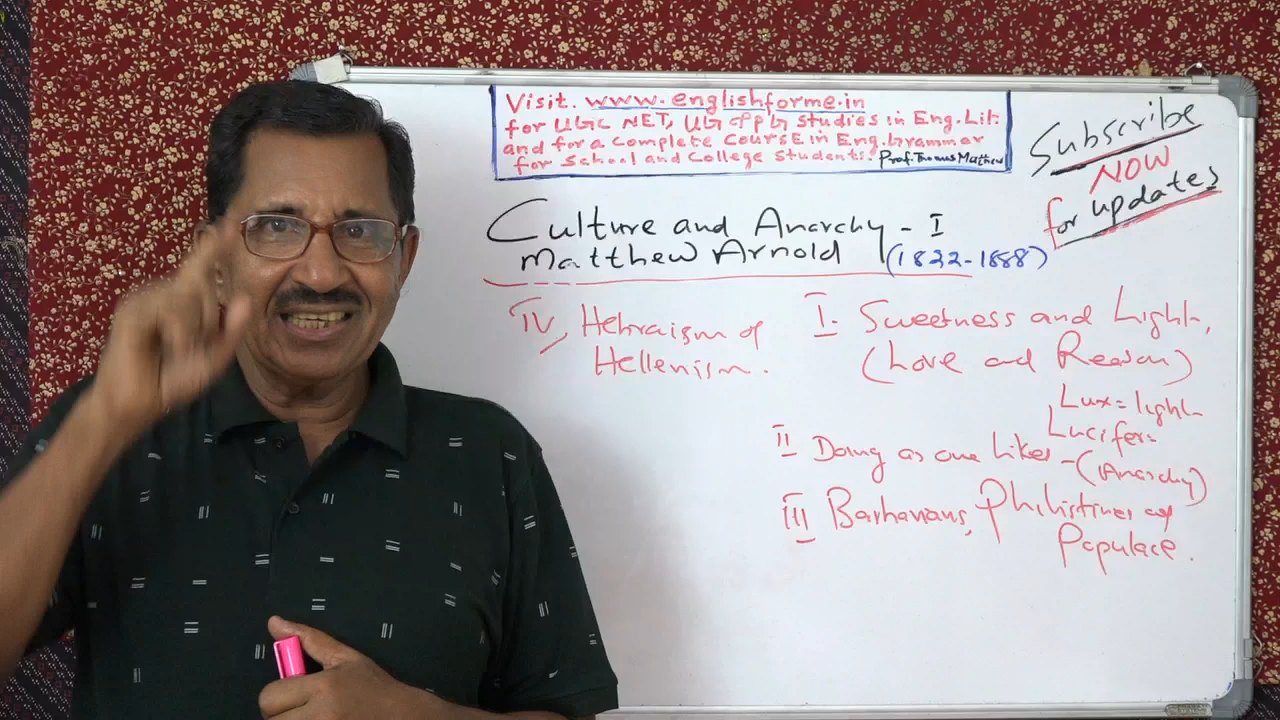 Visit. www.englishforme.in
for UGC NET, UG & PG Studies in Eng. Lit.
and for a Complete Course in Eng. Grammar
for School and College Students. Prof. Thomas Mathew
Subscribe
NOW
for updates
Culture and Anarchy - I
Matthew Arnold (1822-1888)
I. Sweetness and Light,
(Love and Reason)
Lux = light
Lucifer =
II Doing as one Likes - (Anarchy)
III Barbarians, Philistines and
Populace.
IV, Hebraism and
Hellenism.